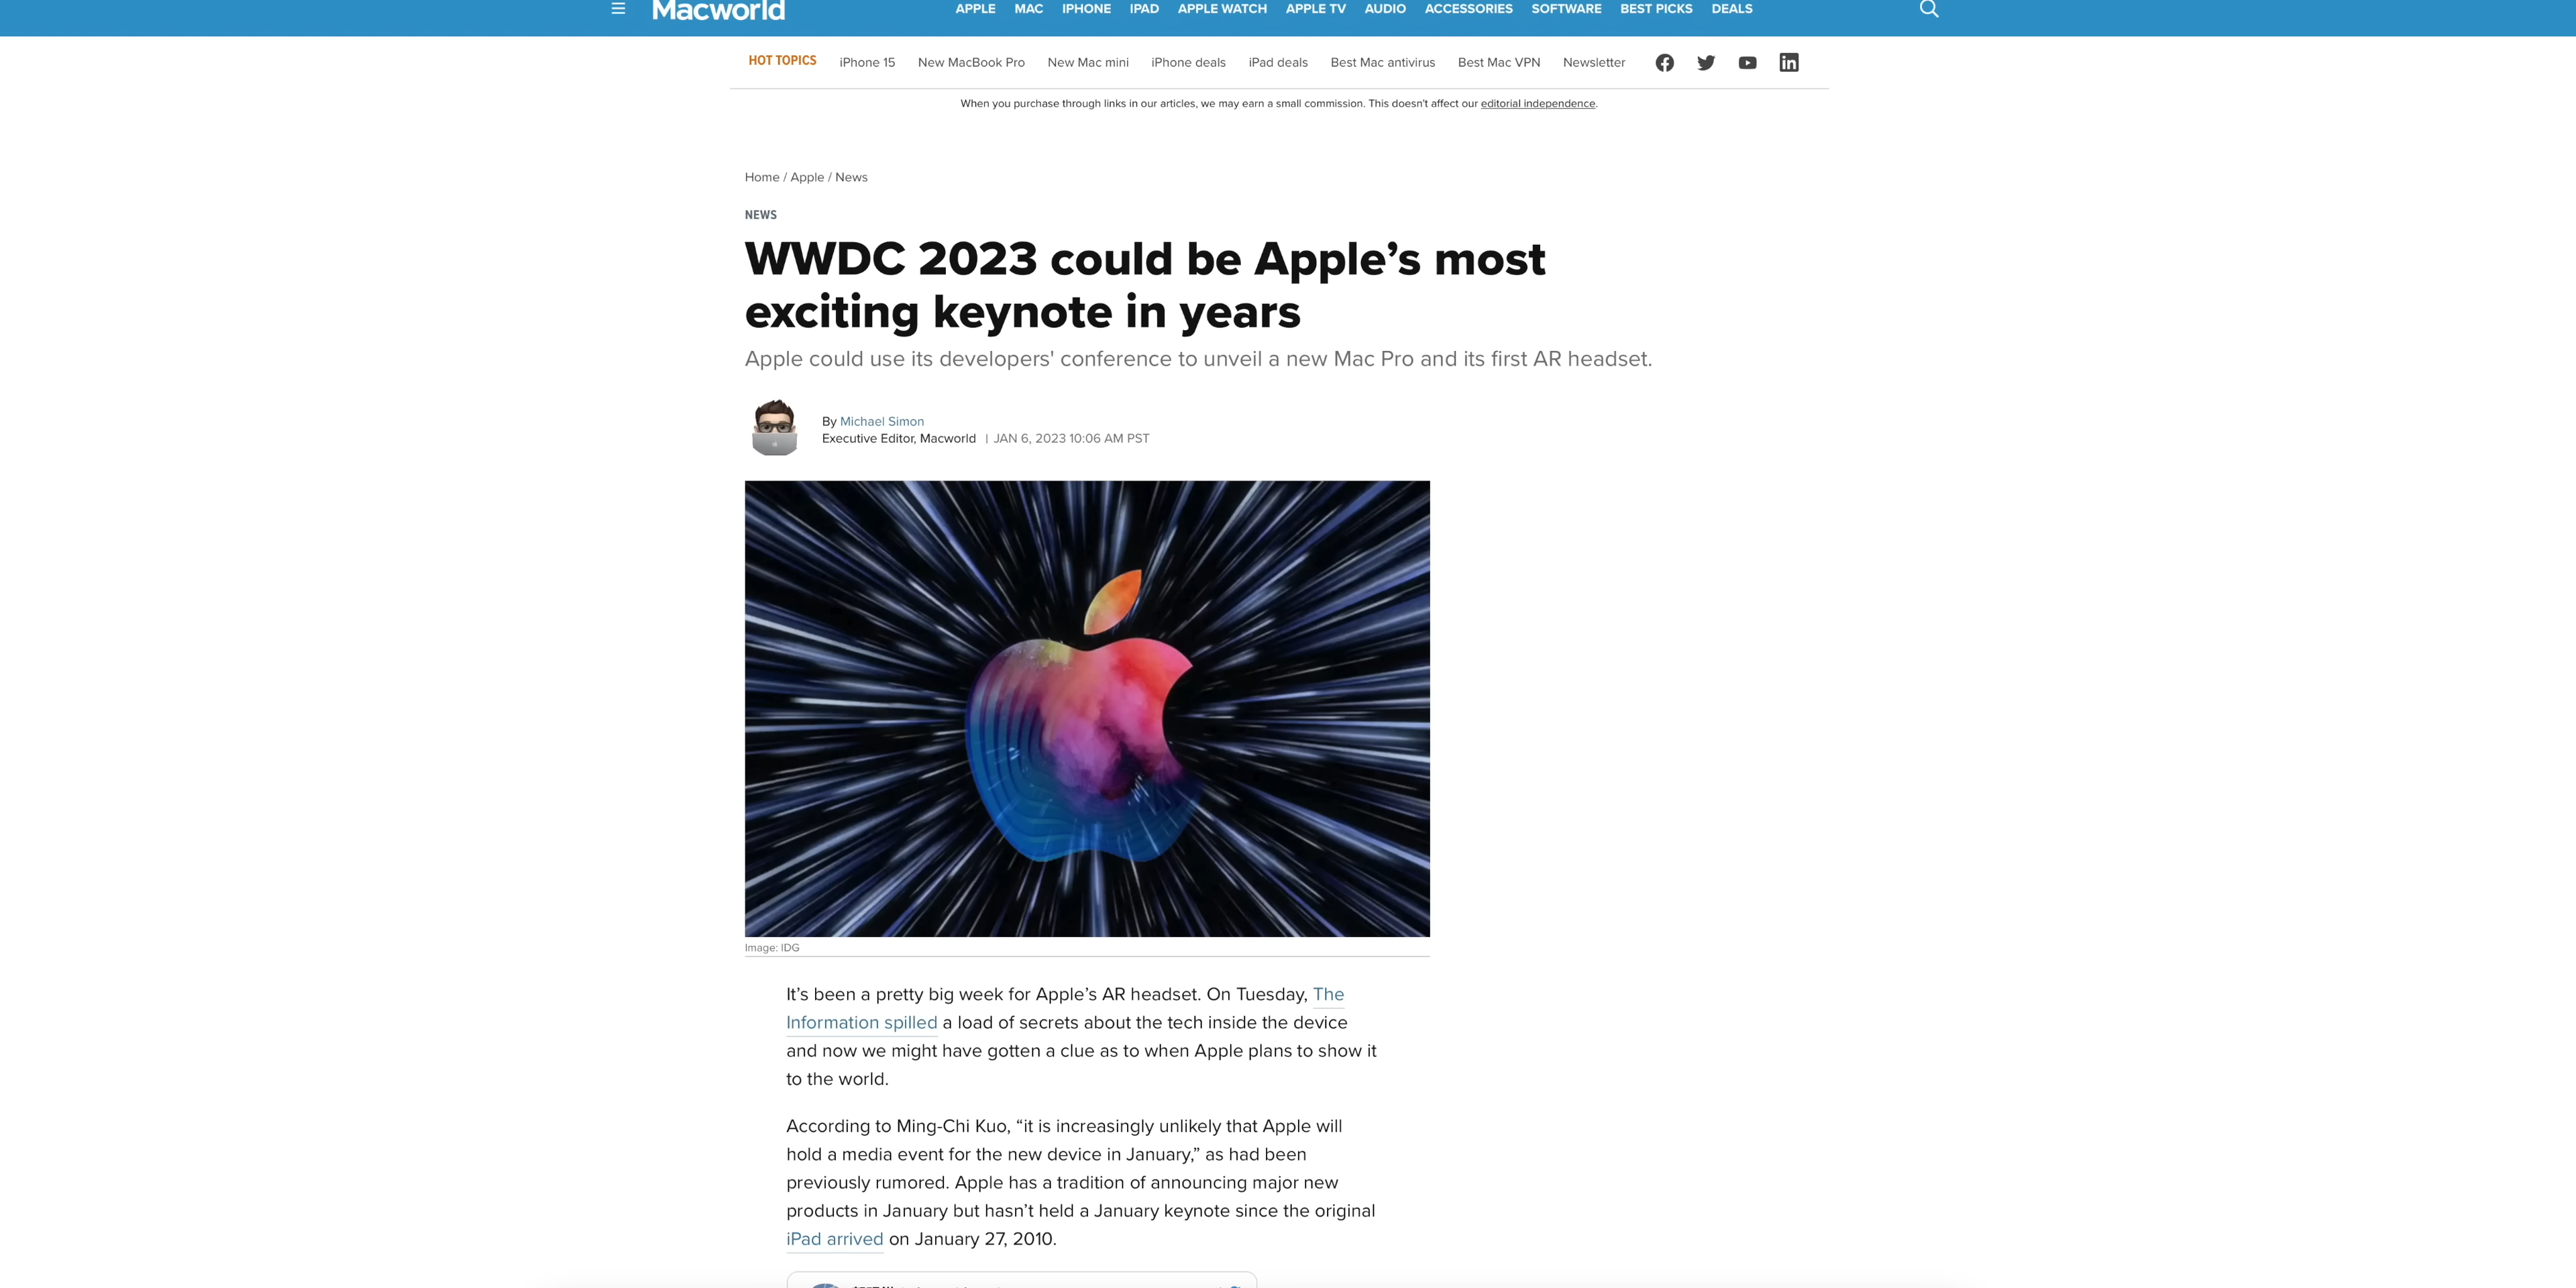 Macworld
APPLE MAC IPHONE IPAD APPLE WATCH APPLE TV AUDIO ACCESSORIES SOFTWARE BEST PICKS DEALS
HOT TOPICS iPhone 15 New MacBook Pro New Mac mini iPhone deals iPad deals Best Mac antivirus Best Mac VPN Newsletter
When you purchase through links in our articles, we may earn a small commission. This doesn't affect our editorial independence.
Home / Apple / News
NEWS
WWDC 2023 could be Apple’s most
exciting keynote in years
Apple could use its developers' conference to unveil a new Mac Pro and its first AR headset.
By Michael Simon
Executive Editor, Macworld | JAN 6, 2023 10:06 AM PST
Image: IDG
It’s been a pretty big week for Apple’s AR headset. On Tuesday, The
Information spilled a load of secrets about the tech inside the device
and now we might have gotten a clue as to when Apple plans to show it
to the world.
According to Ming-Chi Kuo, “it is increasingly unlikely that Apple will
hold a media event for the new device in January,” as had been
previously rumored. Apple has a tradition of announcing major new
products in January but hasn’t held a January keynote since the original
iPad arrived on January 27, 2010.